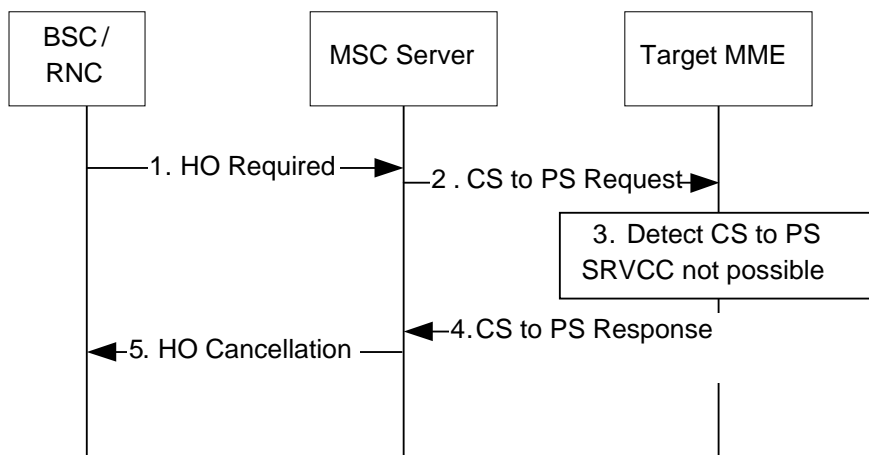 BSC/
RNC
MSC Server
Target MME
1. HO Required
2 . CS to PS Request
3. Detect CS to PS
SRVCC not possible
4.CS to PS Response
5. HO Cancellation